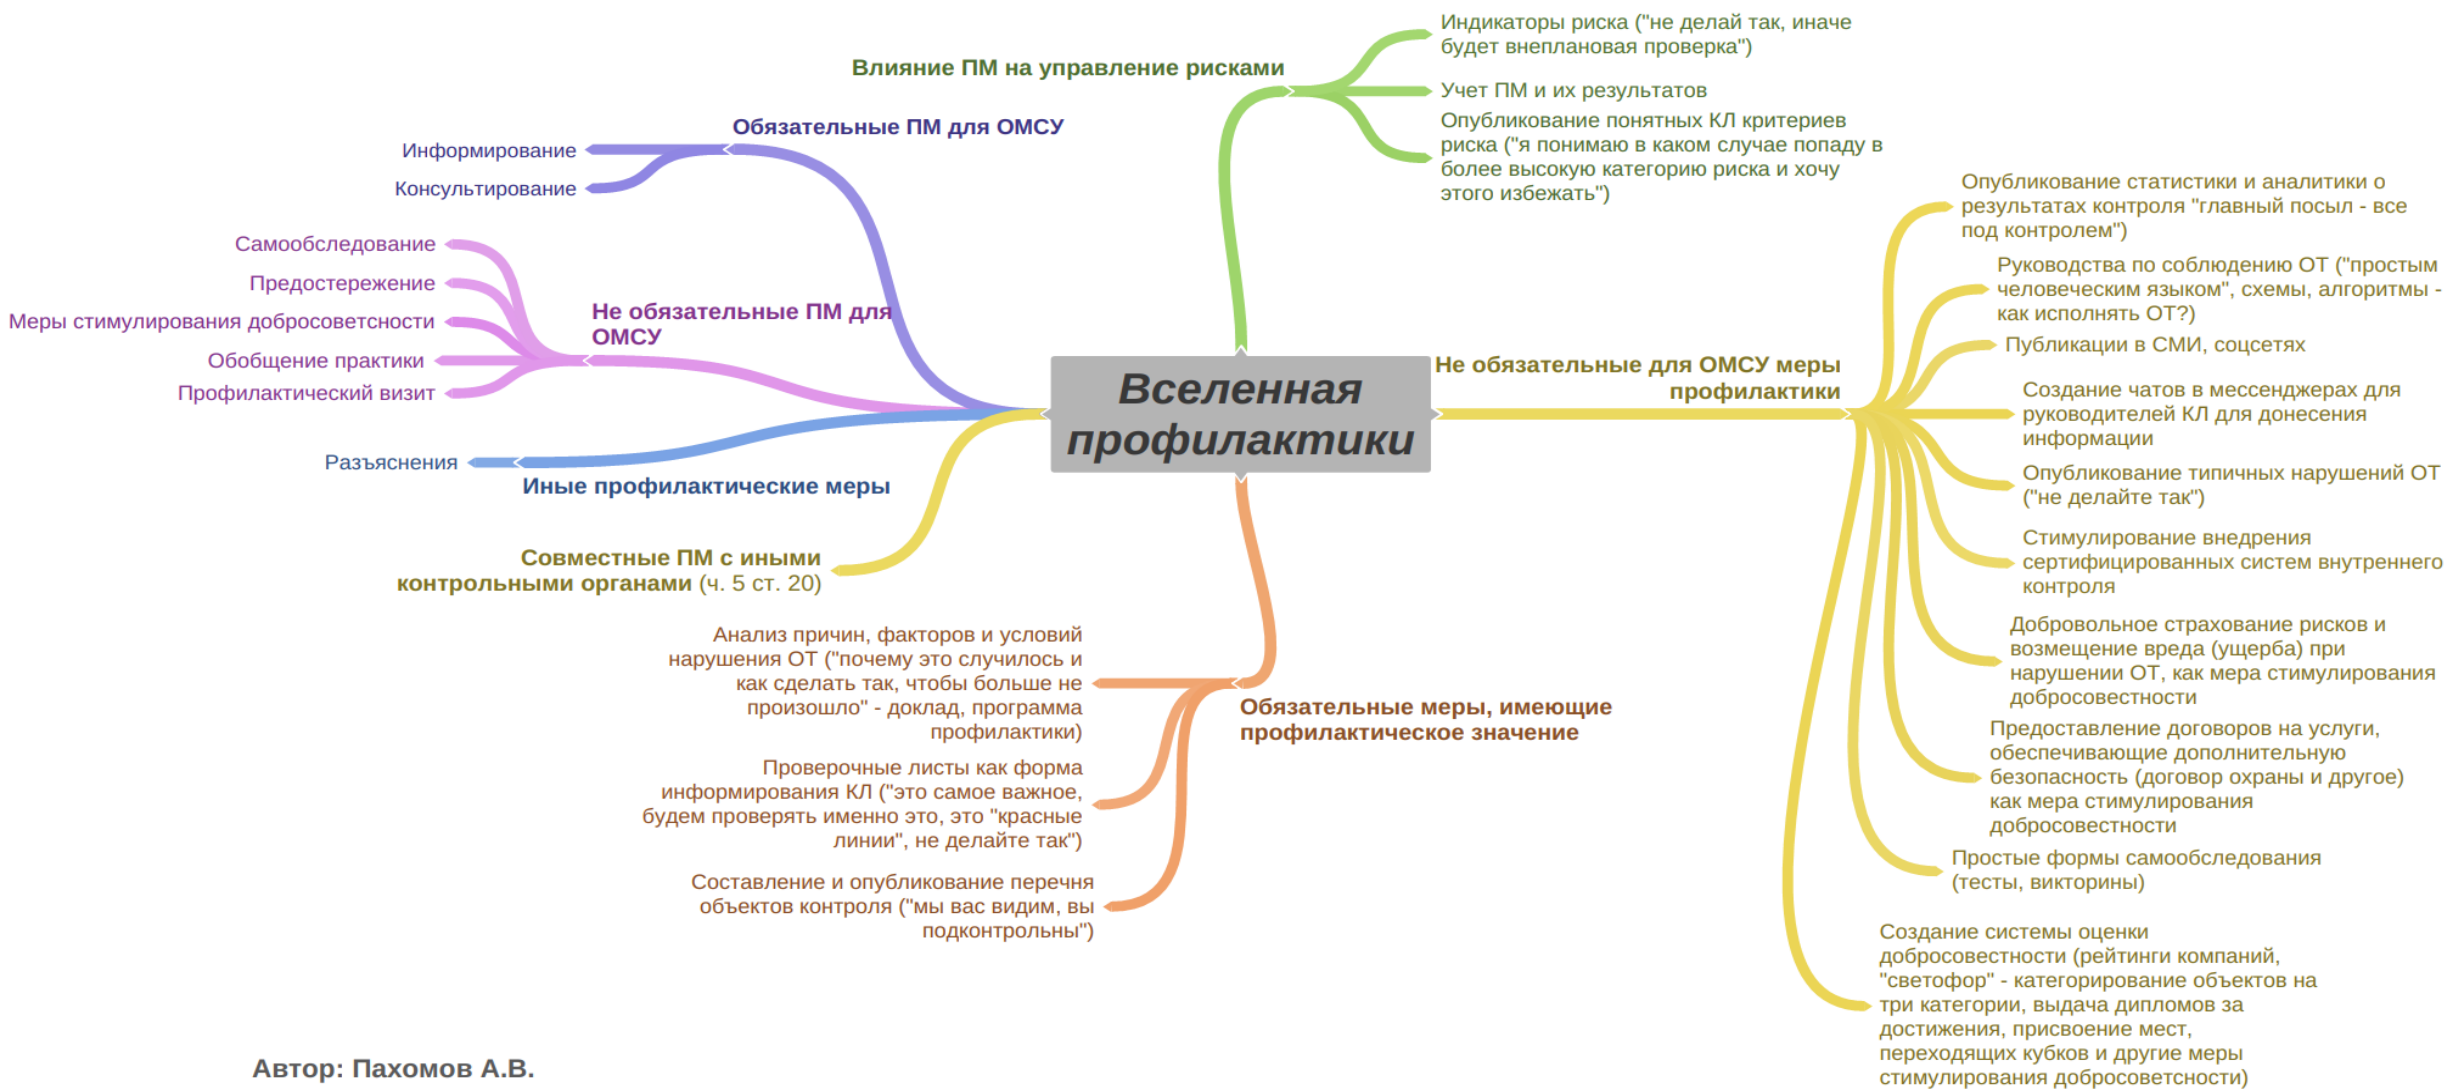 Вселенная
профилактики
Влияние ПМ на управление рисками
Индикаторы риска ("не делай так, иначе
будет внеплановая проверка")
Учет ПМ и их результатов
Опубликование понятных КЛ критериев
риска ("я понимаю в каком случае попаду в
более высокую категорию риска и хочу
этого избежать")
Обязательные ПМ для ОМСУ
Информирование
Консультирование
Не обязательные ПМ для
ОМСУ
Самообследование
Предостережение
Меры стимулирования добросоветсности
Обобщение практики
Профилактический визит
Иные профилактические меры
Разъяснения
Совместные ПМ с иными
контрольными органами (ч. 5 ст. 20)
Обязательные меры, имеющие
профилактическое значение
Анализ причин, факторов и условий
нарушения ОТ ("почему это случилось и
как сделать так, чтобы больше не
произошло" - доклад, программа
профилактики)
Проверочные листы как форма
информирования КЛ ("это самое важное,
будем проверять именно это, это "красные
линии", не делайте так")
Составление и опубликование перечня
объектов контроля ("мы вас видим, вы
подконтрольны")
Не обязательные для ОМСУ меры
профилактики
Опубликование статистики и аналитики о
результатах контроля "главный посыл - все
под контролем")
Руководства по соблюдению ОТ ("простым
человеческим языком", схемы, алгоритмы -
как исполнять ОТ?)
Публикации в СМИ, соцсетях
Создание чатов в мессенджерах для
руководителей КЛ для донесения
информации
Опубликование типичных нарушений ОТ
("не делайте так")
Стимулирование внедрения
сертифицированных систем внутреннего
контроля
Добровольное страхование рисков и
возмещение вреда (ущерба) при
нарушении ОТ, как мера стимулирования
добросовестности
Предоставление договоров на услуги,
обеспечивающие дополнительную
безопасность (договор охраны и другое)
как мера стимулирования
добросовестности
Простые формы самообследования
(тесты, викторины)
Создание системы оценки
добросовестности (рейтинги компаний,
"светофор" - категорирование объектов на
три категории, выдача дипломов за
достижения, присвоение мест,
переходящих кубков и другие меры
стимулирования добросоветсности)
Автор: Пахомов А.В.